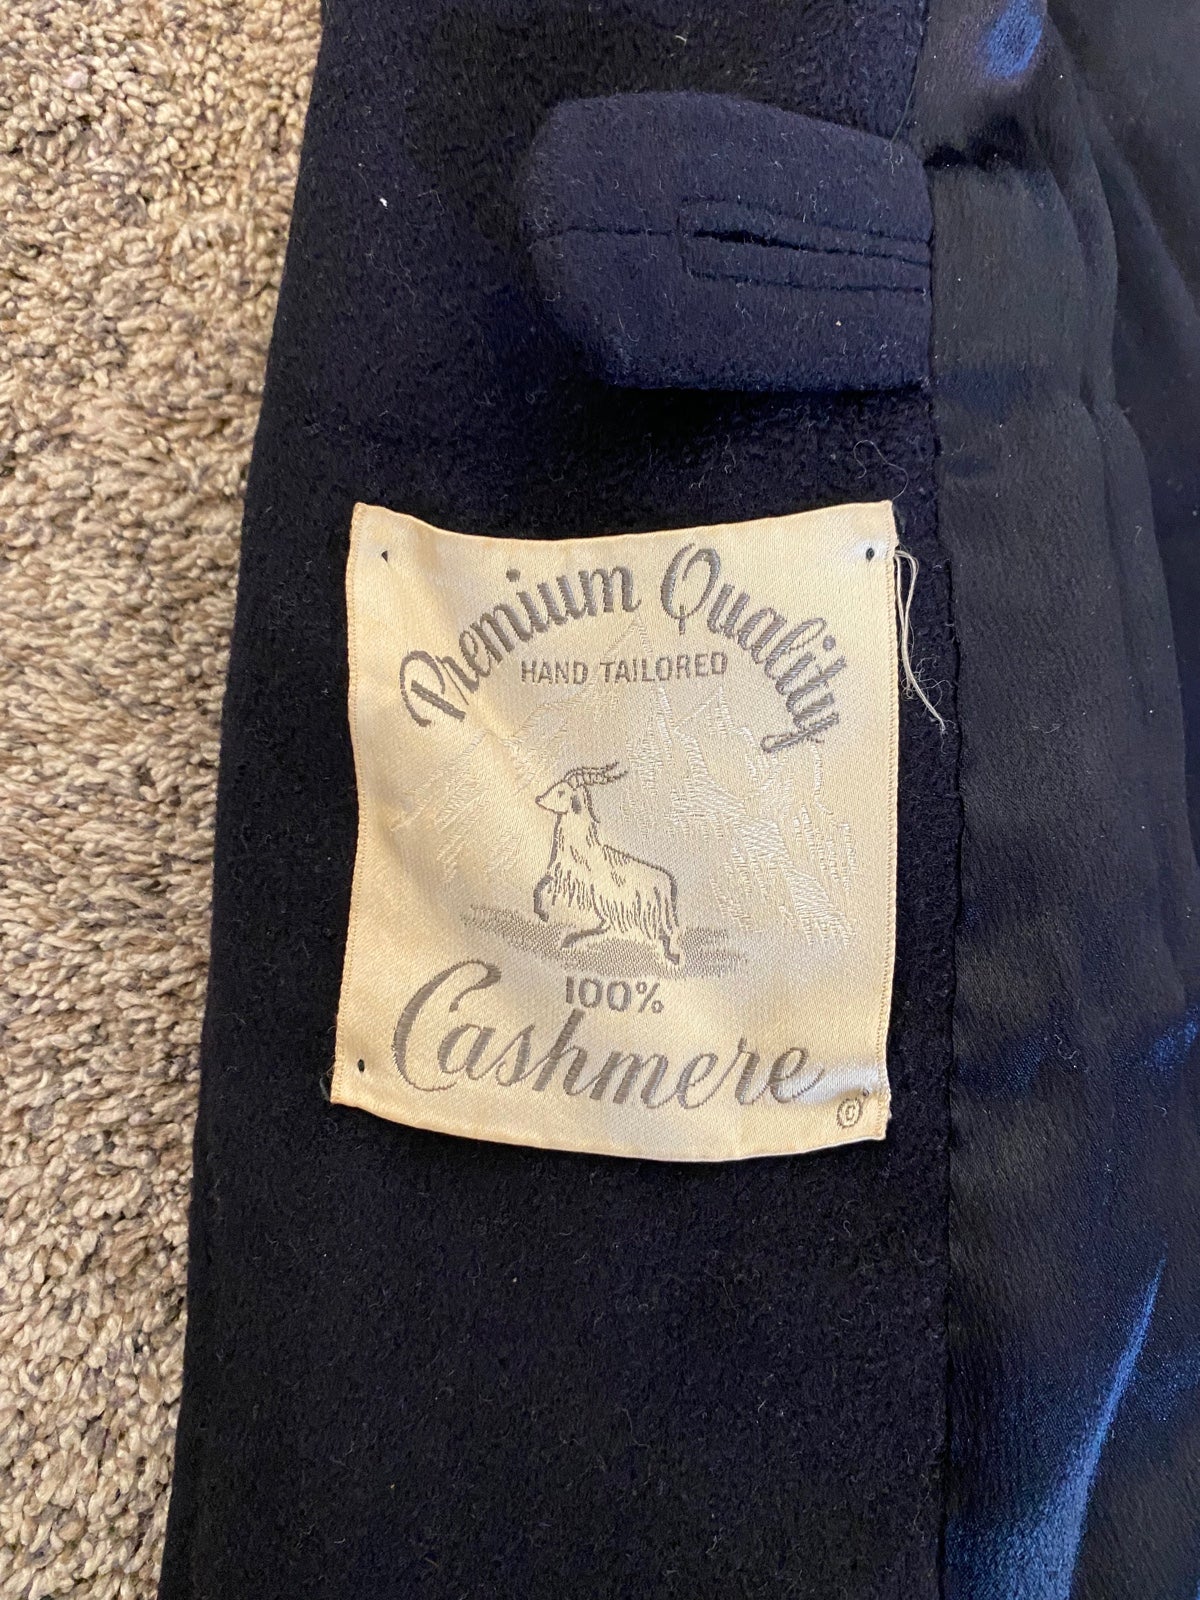 Premium Quality
HAND TAILORED
100%
Cashmere
©